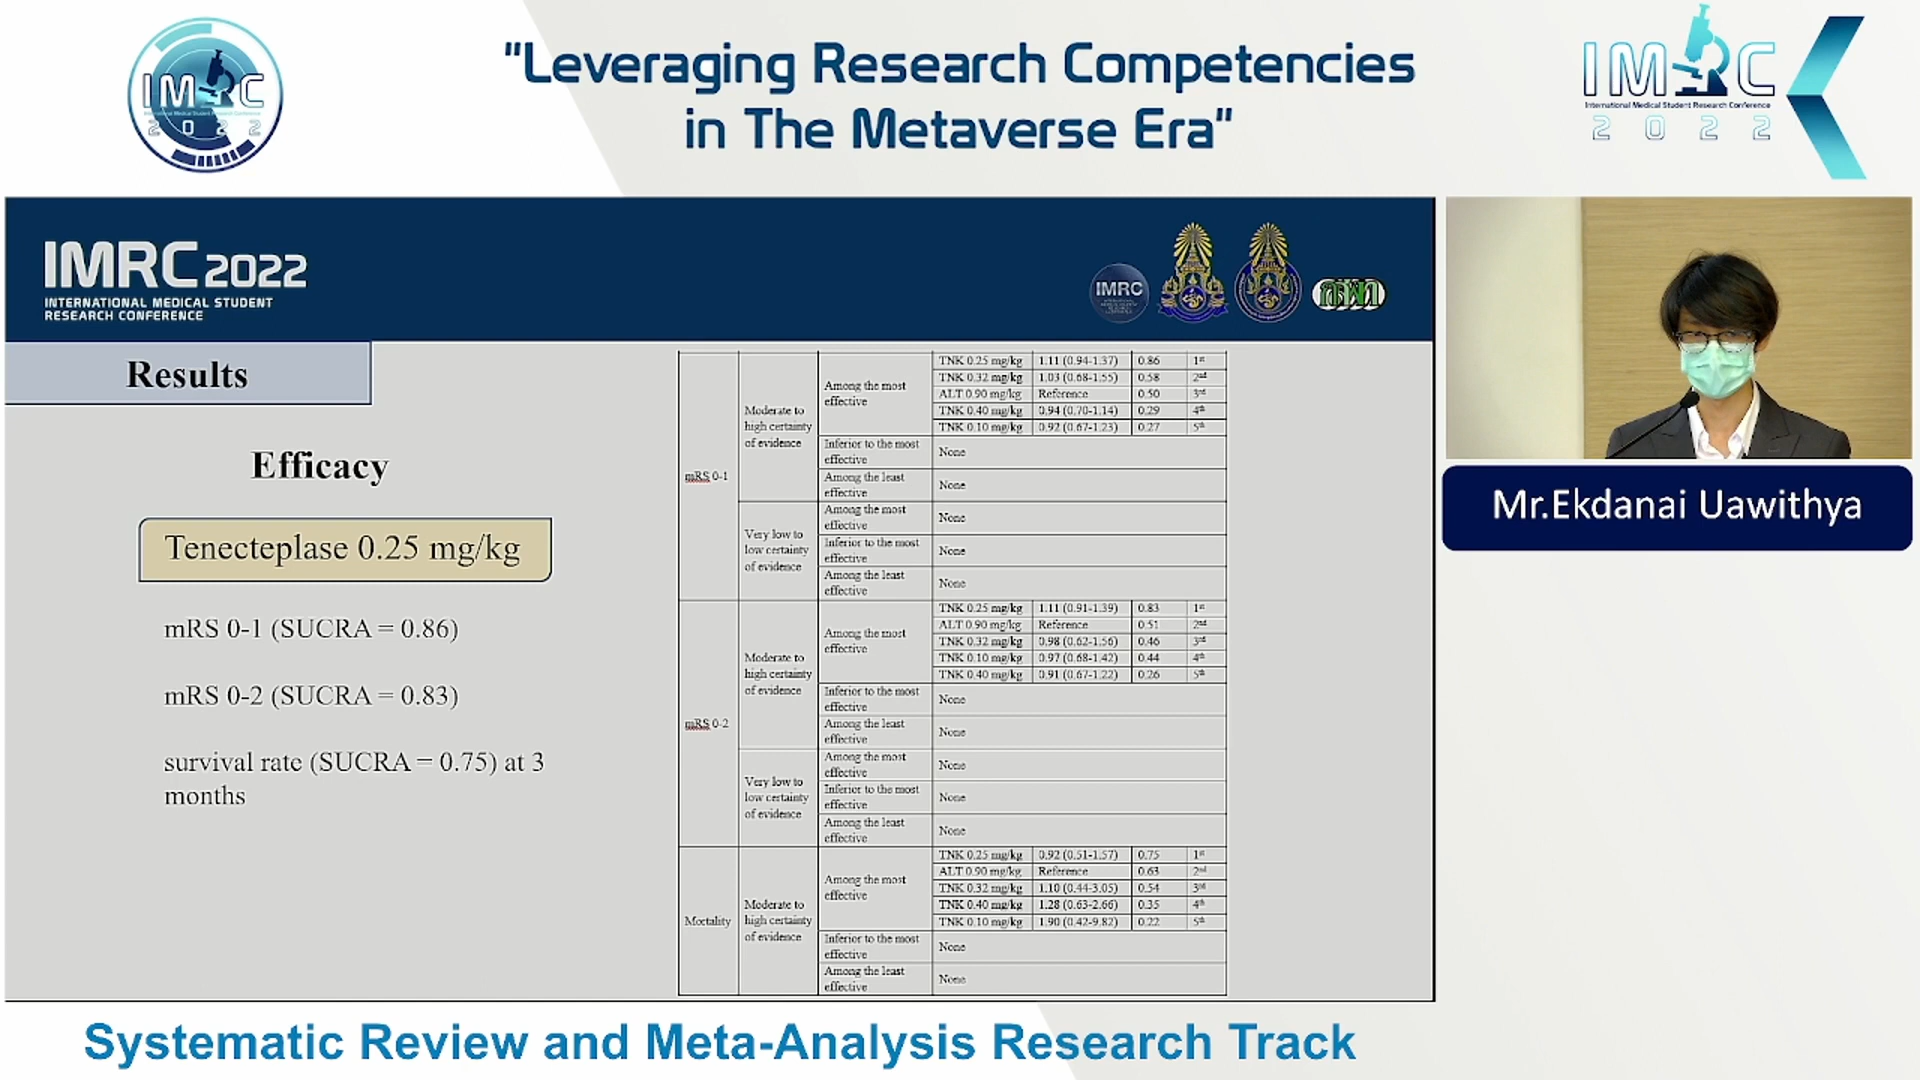 IMRC
International Medical Student Research Conference
2022
"Leveraging Research Competencies
in The Metaverse Era"
IMRC
International Medical Student Research Conference
2022
IMRC 2022
INTERNATIONAL MEDICAL STUDENT
RESEARCH CONFERENCE
IMRC
Results
Efficacy
Tenecteplase 0.25 mg/kg
mRS 0-1 (SUCRA = 0.86)
mRS 0-2 (SUCRA = 0.83)
survival rate (SUCRA = 0.75) at 3
months
mRS 0-1
Moderate to
high certainty
of evidence
Among the most
effective
TNK 0.25 mg/kg 1.11 (0.94-1.37) 0.86 1st
TNK 0.32 mg/kg 1.03 (0.68-1.55) 0.58 2nd
ALT 0.90 mg/kg Reference 0.50 3rd
TNK 0.40 mg/kg 0.94 (0.70-1.14) 0.29 4th
TNK 0.10 mg/kg 0.92 (0.67-1.23) 0.27 5th
Inferior to the most
effective
None
Among the least
effective
None
Very low to
low certainty
of evidence
Among the most
effective
None
Inferior to the most
effective
None
Among the least
effective
None
mRS 0-2
Moderate to
high certainty
of evidence
Among the most
effective
TNK 0.25 mg/kg 1.11 (0.91-1.39) 0.83 1st
ALT 0.90 mg/kg Reference 0.51 2nd
TNK 0.32 mg/kg 0.98 (0.62-1.56) 0.46 3rd
TNK 0.10 mg/kg 0.97 (0.68-1.42) 0.44 4th
TNK 0.40 mg/kg 0.91 (0.67-1.22) 0.26 5th
Inferior to the most
effective
None
Among the least
effective
None
Very low to
low certainty
of evidence
Among the most
effective
None
Inferior to the most
effective
None
Among the least
effective
None
Mortality
Moderate to
high certainty
of evidence
Among the most
effective
TNK 0.25 mg/kg 0.92 (0.51-1.57) 0.75 1st
ALT 0.90 mg/kg Reference 0.63 2nd
TNK 0.32 mg/kg 1.10 (0.44-3.05) 0.54 3rd
TNK 0.40 mg/kg 1.28 (0.63-2.66) 0.35 4th
TNK 0.10 mg/kg 1.90 (0.42-9.82) 0.22 5th
Inferior to the most
effective
None
Among the least
effective
None
Mr.Ekdanai Uawithya
Systematic Review and Meta-Analysis Research Track